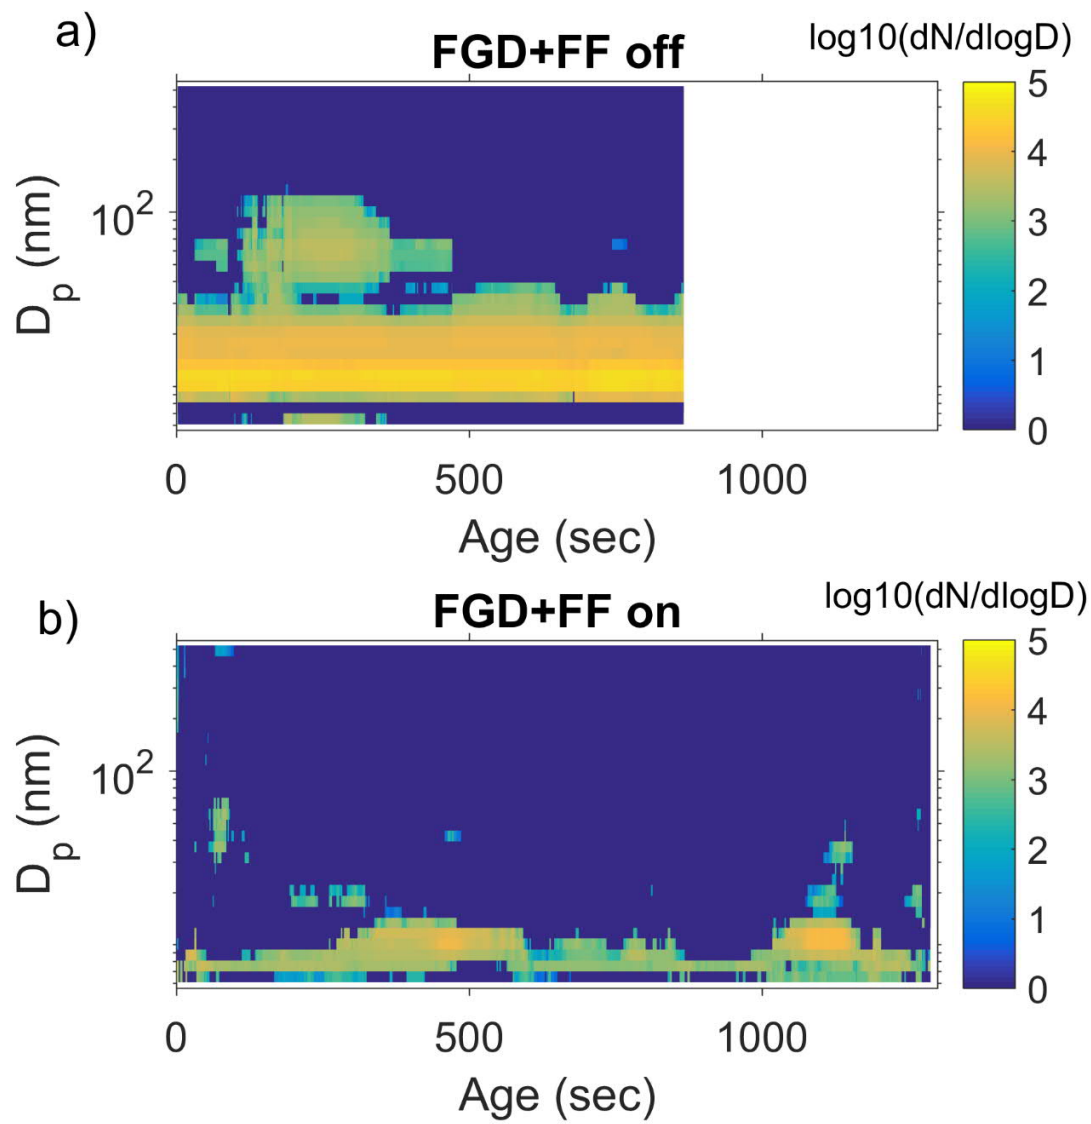 a)
FGD+FF off
log10(dN/dlogD)
D_p (nm)
10^2
5
4
3
2
1
0
0 500 1000
Age (sec)
b)
FGD+FF on
log10(dN/dlogD)
D_p (nm)
10^2
5
4
3
2
1
0
0 500 1000
Age (sec)